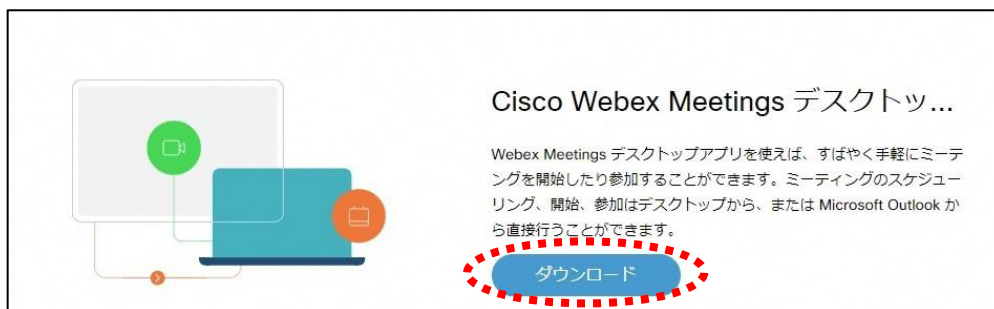 Cisco Webex Meetings デスクトッ...
Webex Meetings デスクトップアプリを使えば、すばやく手軽にミーテ
ィングを開始したり参加することができます。ミーティングのスケジュー
リング、開始、参加はデスクトップから、または Microsoft Outlook か
ら直接行うことができます。
ダウンロード